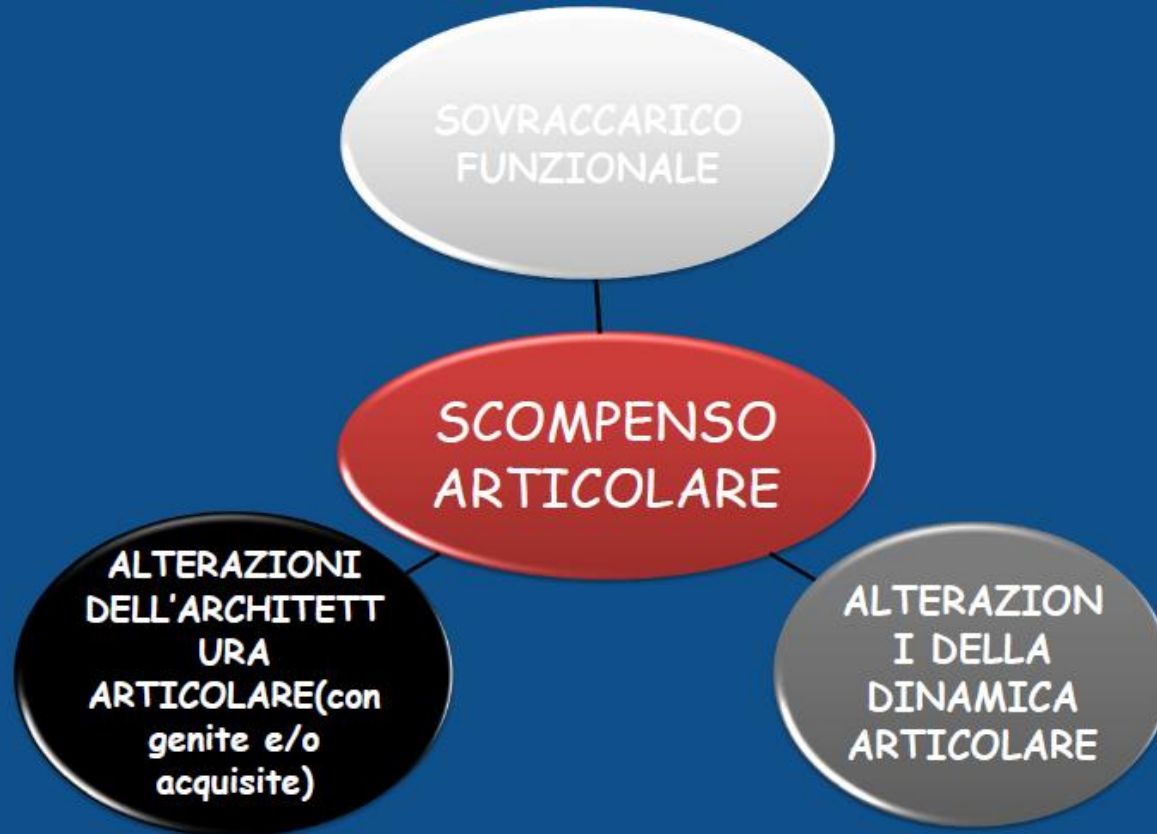 SOVRACCARICO
FUNZIONALE
SCOMPENSO
ARTICOLARE
ALTERAZIONI
DELL'ARCHITETT
URA
ARTICOLARE(con
genite e/o
acquisite)
ALTERAZION
I DELLA
DINAMICA
ARTICOLARE